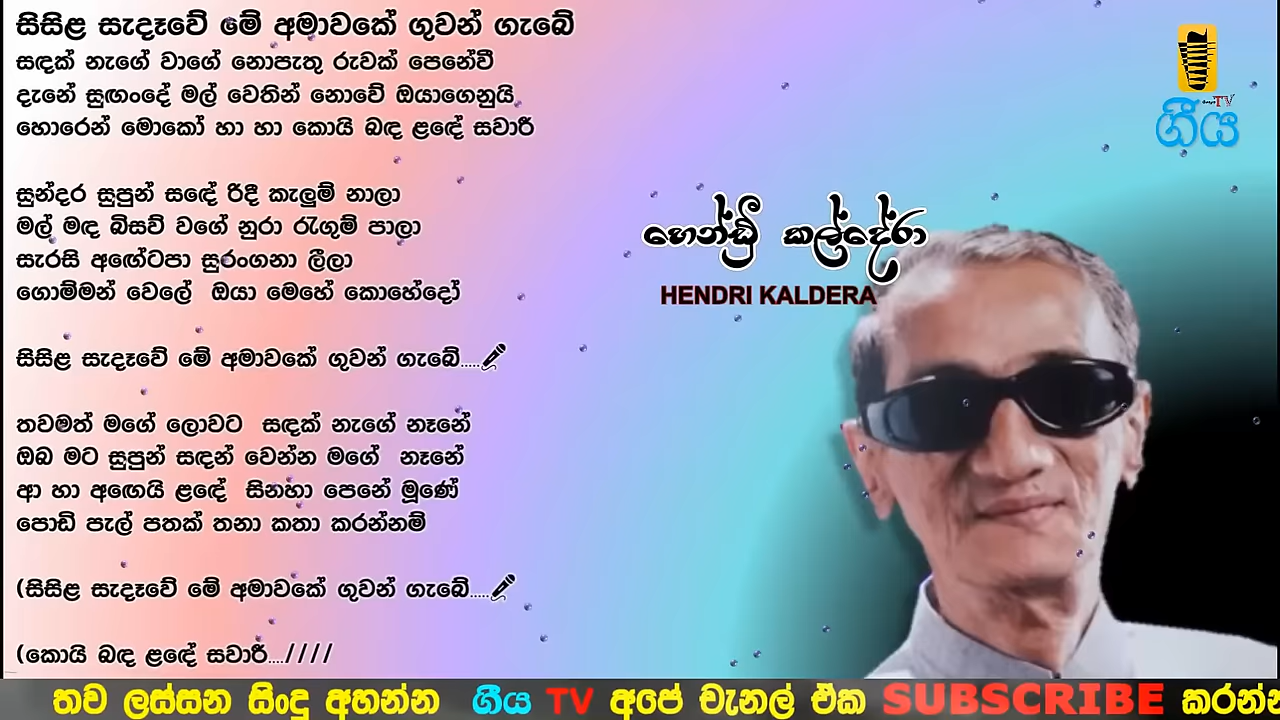 සිසිළ සැදෑවේ මේ අමාවකේ ගුවන් ගැබේ
සඳක් නැගේ වාගේ නොපැතූ රුවක් පෙනේවී
දැනේ සුඟංදේ මල් වෙතින් නොවේ ඔයාගෙනුයි
හොරෙන් මොකෝ හා හා කොයි බඳ ළඳේ සවාරී
සුන්දර සුපුන් සඳේ රිදී කැලුම් නාලා
මල් මඳ බිසව් වගේ නුරා රැගුම් පාලා
සැරසි අඟේටපා සුරංගනා ලීලා
ගොම්මන් වෙලේ ඔයා මෙහේ කොහේදෝ
සිසිළ සැදෑවේ මේ අමාවකේ ගුවන් ගැබේ.....
තවමත් මගේ ලොවට සඳක් නැගේ නෑනේ
ඔබ මට සුපුන් සඳන් වෙන්න මගේ නෑනේ
ආ හා අඟෙයි ළඳේ සිනහා පෙනේ මූණේ
පොඩි පැල් පතක් තනා කතා කරන්නම්
(සිසිළ සැදෑවේ මේ අමාවකේ ගුවන් ගැබේ.....
(කොයි බඳ ළඳේ සවාරී....////
හෙන්ඩ්‍රි කල්දේරා
HENDRI KALDERA
TV
ගීය
තව ලස්සන සිංදු අහන්න ගීය TV අපේ චැනල් එක SUBSCRIBE කරන්න